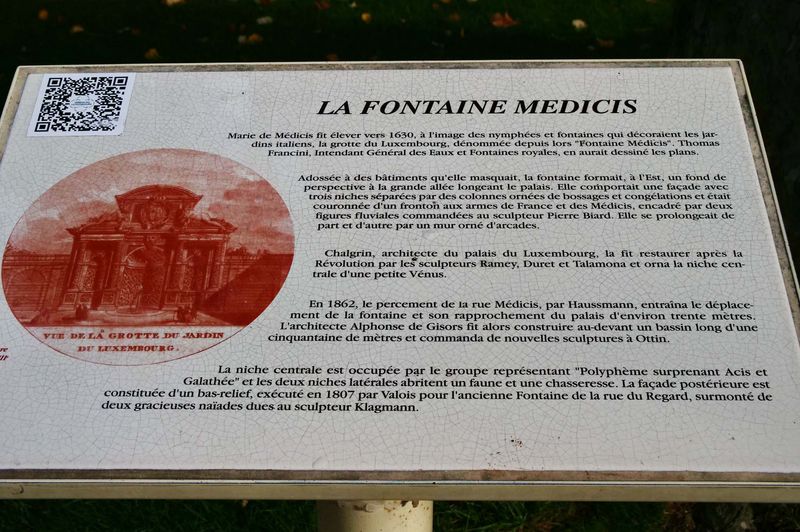 LA FONTAINE MEDICIS
Marie de Médicis fit élever vers 1630, à l'image des nymphées et fontaines qui décoraient les jar-
dins italiens, la grotte du Luxembourg, dénommée depuis lors "Fontaine Médicis". Thomas
Francini, Intendant Général des Eaux et Fontaines royales, en aurait dessiné les plans.
Adossée à des bâtiments qu'elle masquait, la fontaine formait, à l'Est, un fond de
perspective à la grande allée longeant le palais. Elle comportait une façade avec
trois niches séparées par des colonnes ornées de bossages et congélations et était
couronnée d'un fronton aux armes de France et des Médicis, encadré par deux
figures fluviales commandées au sculpteur Pierre Biard. Elle se prolongeait de
part et d'autre par un mur orné d'arcades.
Chalgrin, architecte du palais du Luxembourg, la fit restaurer après la
Révolution par les sculpteurs Ramey, Duret et Talamona et orna la niche cen-
trale d'une petite Vénus.
En 1862, le percement de la rue Médicis, par Haussmann, entraîna le déplace-
ment de la fontaine et son rapprochement du palais d'environ trente mètres.
L'architecte Alphonse de Gisors fit alors construire au-devant un bassin long d'une
cinquantaine de mètres et commanda de nouvelles sculptures à Ottin.
La niche centrale est occupée par le groupe représentant "Polyphème surprenant Acis et
Galathée" et les deux niches latérales abritent un faune et une chasseresse. La façade postérieure est
constituée d'un bas-relief, exécuté en 1807 par Valois pour l'ancienne Fontaine de la rue du Regard, surmonté de
deux gracieuses naïades dues au sculpteur Klagmann.
VUE DE LA GROTTE DU JARDIN
DU LUXEMBOURG